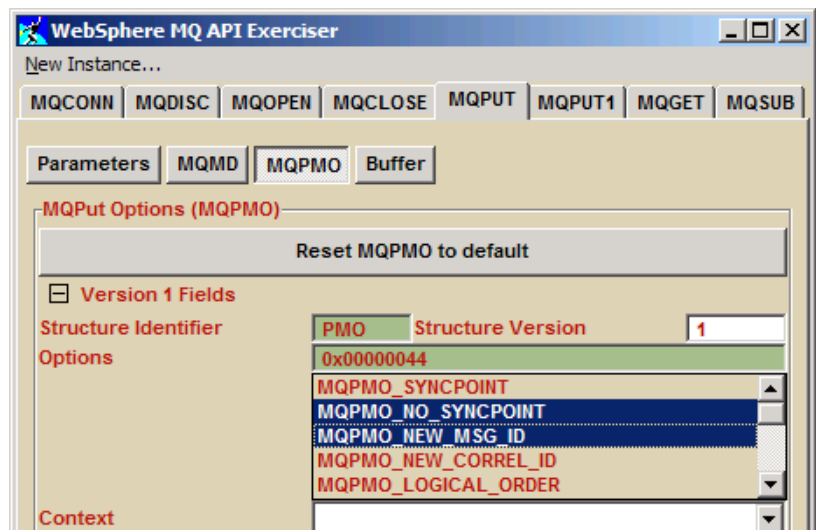 WebSphere MQ API Exerciser
New Instance...
MQCONN MQDISC MQOPEN MQCLOSE MQPUT MQPUT1 MQGET MQSUB
Parameters MQMD MQPMO Buffer
MQPut Options (MQPMO)
Reset MQPMO to default
Version 1 Fields
Structure Identifier PMO Structure Version 1
Options 0x00000044
MQPMO_SYNCPOINT
MQPMO_NO_SYNCPOINT
MQPMO_NEW_MSG_ID
MQPMO_NEW_CORREL_ID
MQPMO_LOGICAL_ORDER
Context